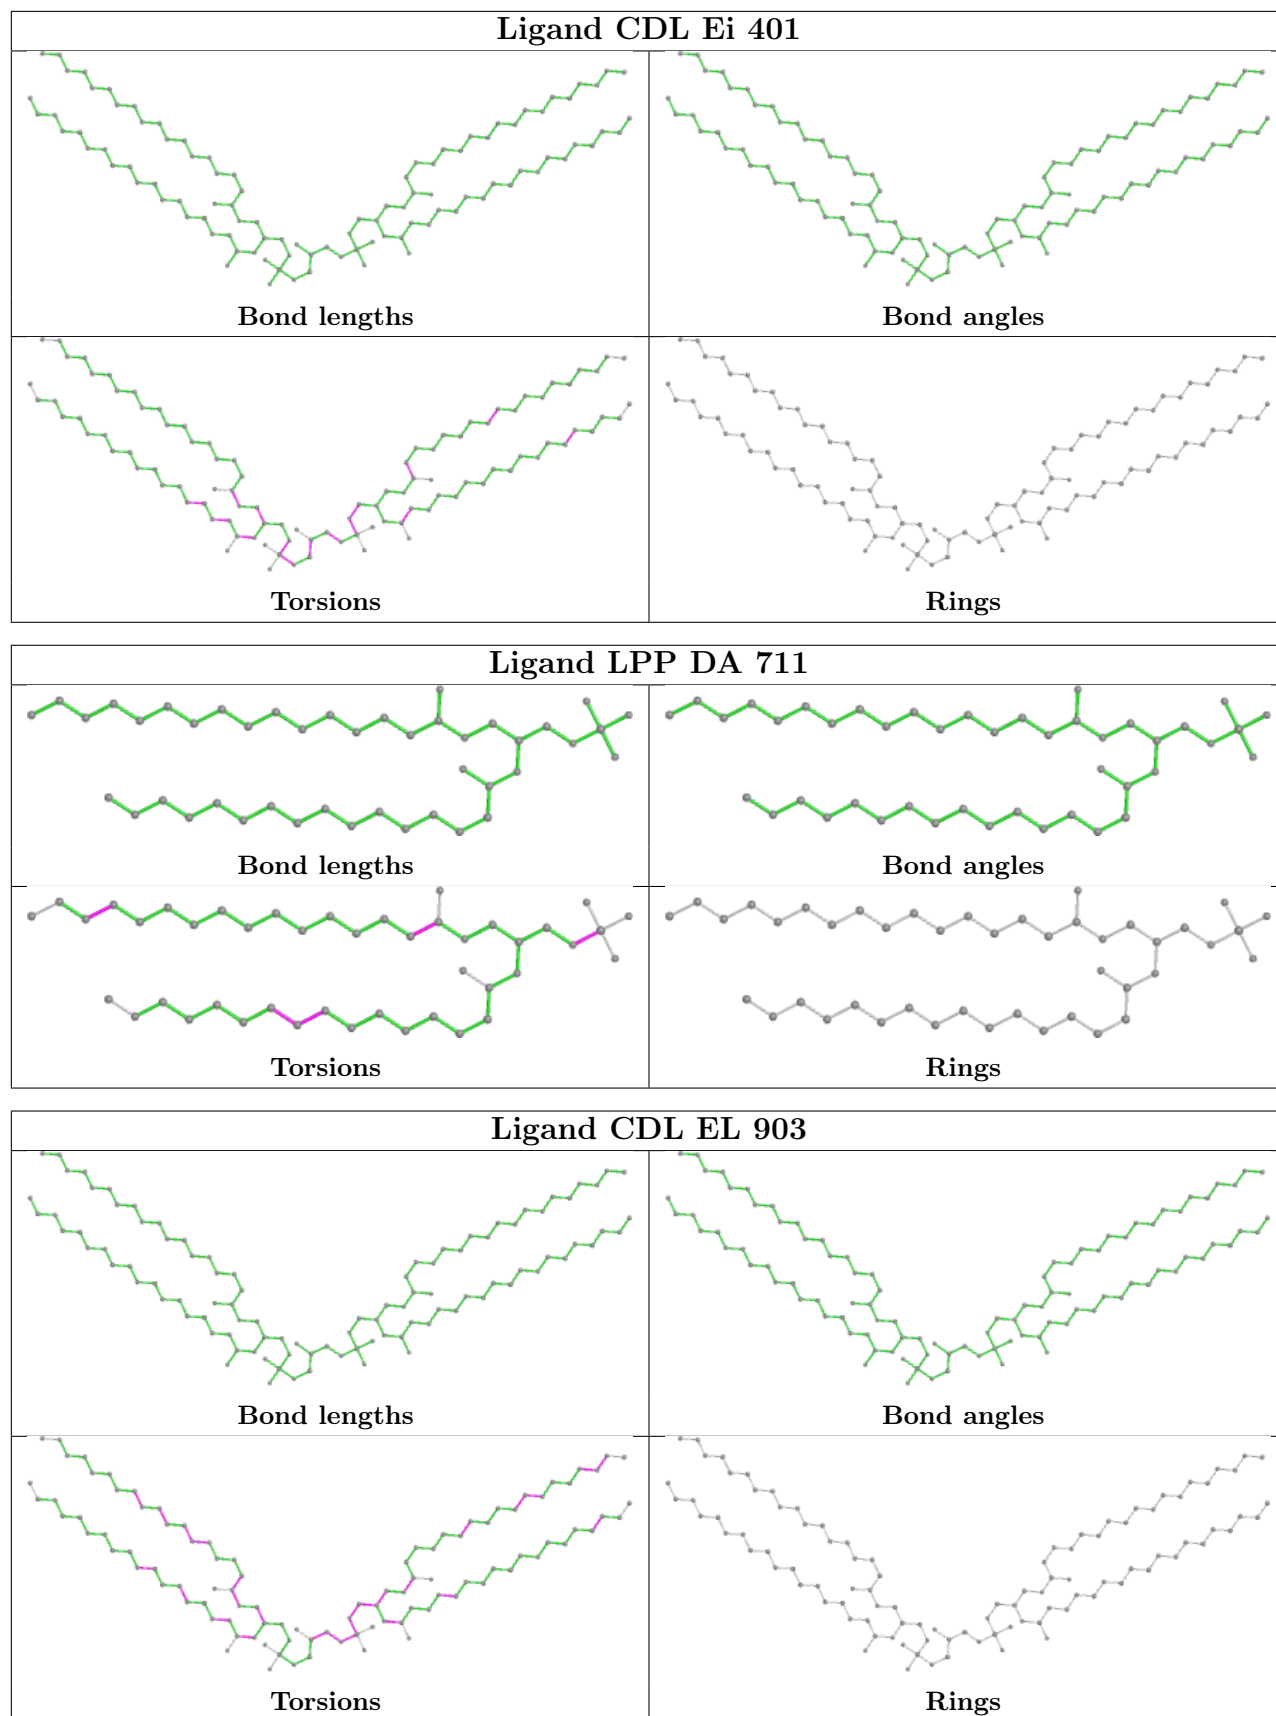 Ligand CDL Ei 401
Bond lengths
Bond angles
Torsions
Rings
Ligand LPP DA 711
Bond lengths
Bond angles
Torsions
Rings
Ligand CDL EL 903
Bond lengths
Bond angles
Torsions
Rings